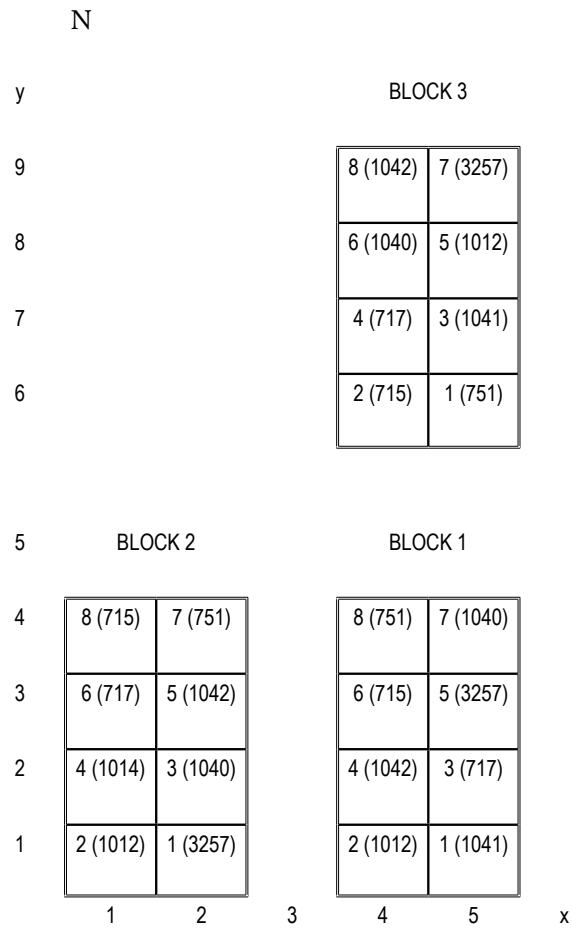 N
y BLOCK 3
9 8 (1042) 7 (3257)
8 6 (1040) 5 (1012)
7 4 (717) 3 (1041)
6 2 (715) 1 (751)
5 BLOCK 2 BLOCK 1
4 8 (715) 7 (751) 8 (751) 7 (1040)
3 6 (717) 5 (1042) 6 (715) 5 (3257)
2 4 (1014) 3 (1040) 4 (1042) 3 (717)
1 2 (1012) 1 (3257) 2 (1012) 1 (1041)
1 2 3 4 5 x